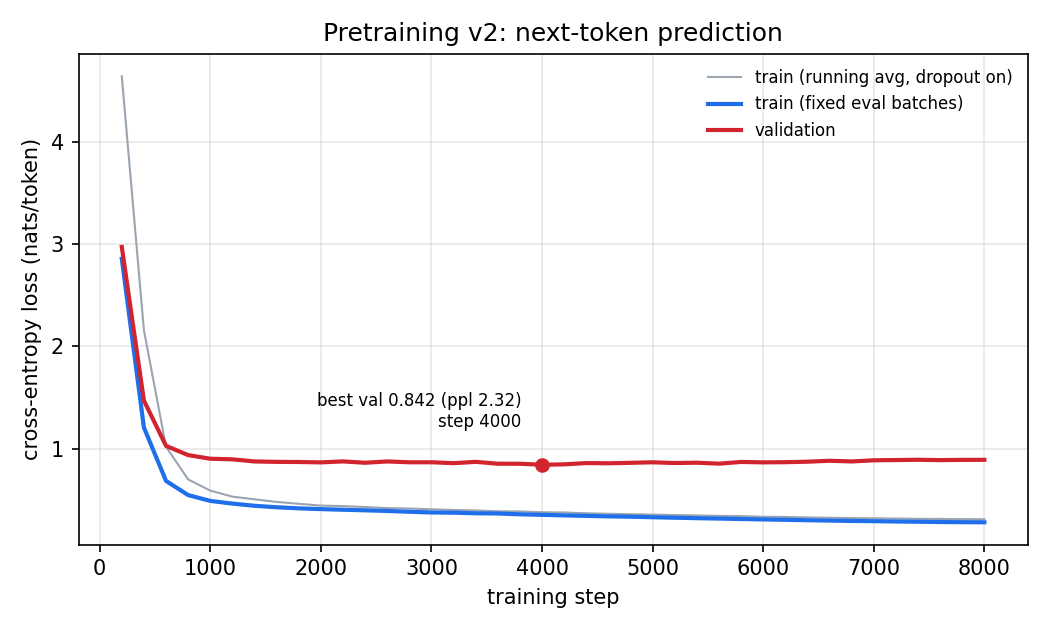 Pretraining v2: next-token prediction
train (running avg, dropout on)
train (fixed eval batches)
validation
cross-entropy loss (nats/token)
4
3
2
1
best val 0.842 (ppl 2.32)
step 4000
0 1000 2000 3000 4000 5000 6000 7000 8000
training step